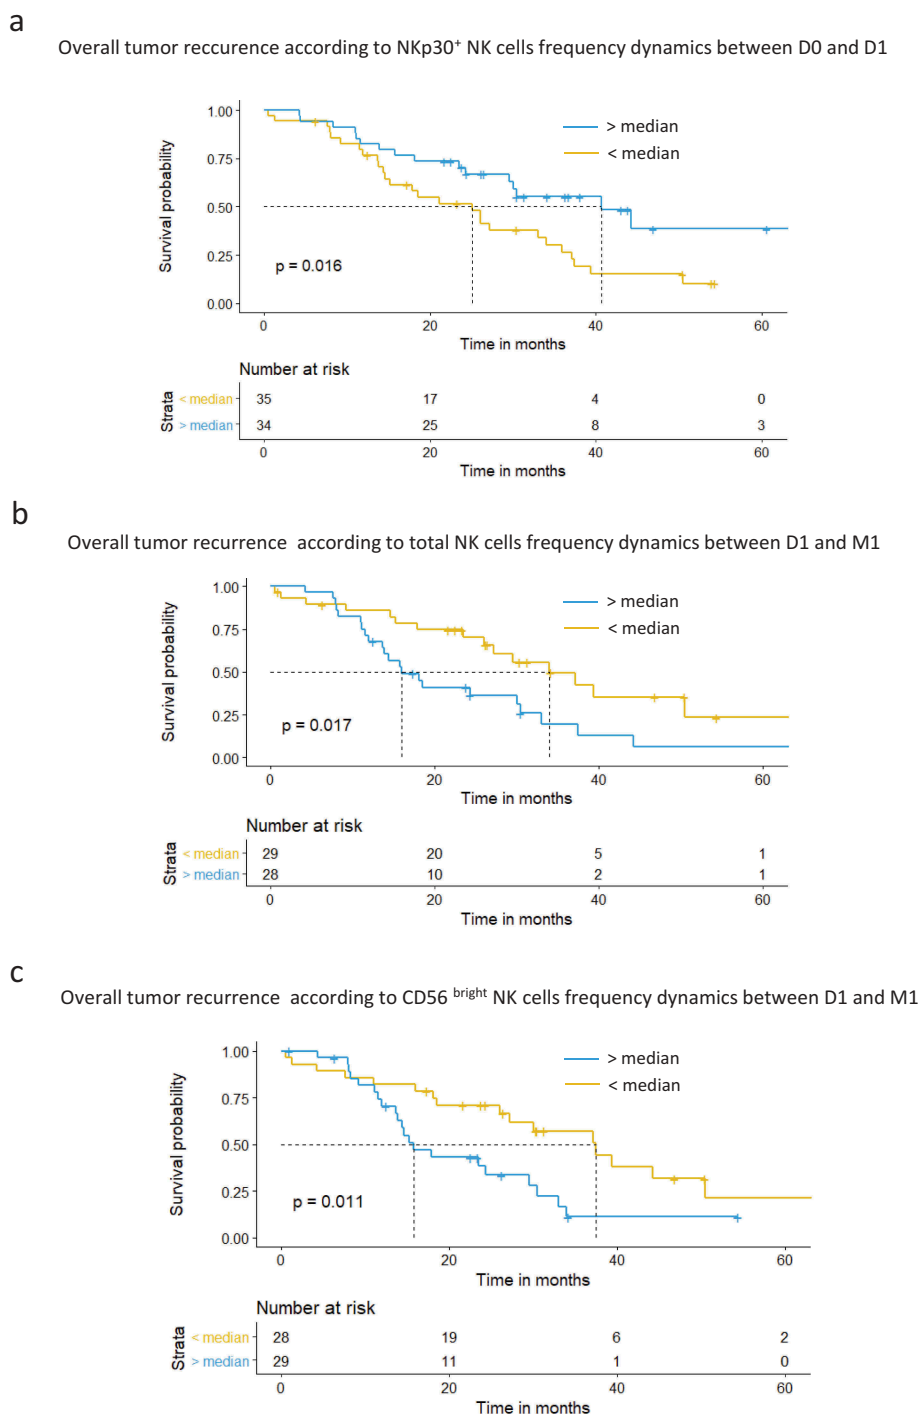 a
Overall tumor reccurence according to NKp30+ NK cells frequency dynamics between D0 and D1
1.00
0.75
0.50
0.25
0.00
Survival probability
> median
< median
p = 0.016
0 20 40 60
Time in months
Number at risk
Strata
< median 35 17 4 0
> median 34 25 8 3
0 20 40 60
Time in months
b
Overall tumor recurrence according to total NK cells frequency dynamics between D1 and M1
1.00
0.75
0.50
0.25
0.00
Survival probability
> median
< median
p = 0.017
0 20 40 60
Time in months
Number at risk
Strata
< median 29 20 5 1
> median 28 10 2 1
0 20 40 60
Time in months
c
Overall tumor recurrence according to CD56 bright NK cells frequency dynamics between D1 and M1
1.00
0.75
0.50
0.25
0.00
Survival probability
> median
< median
p = 0.011
0 20 40 60
Time in months
Number at risk
Strata
< median 28 19 6 2
> median 29 11 1 0
0 20 40 60
Time in months